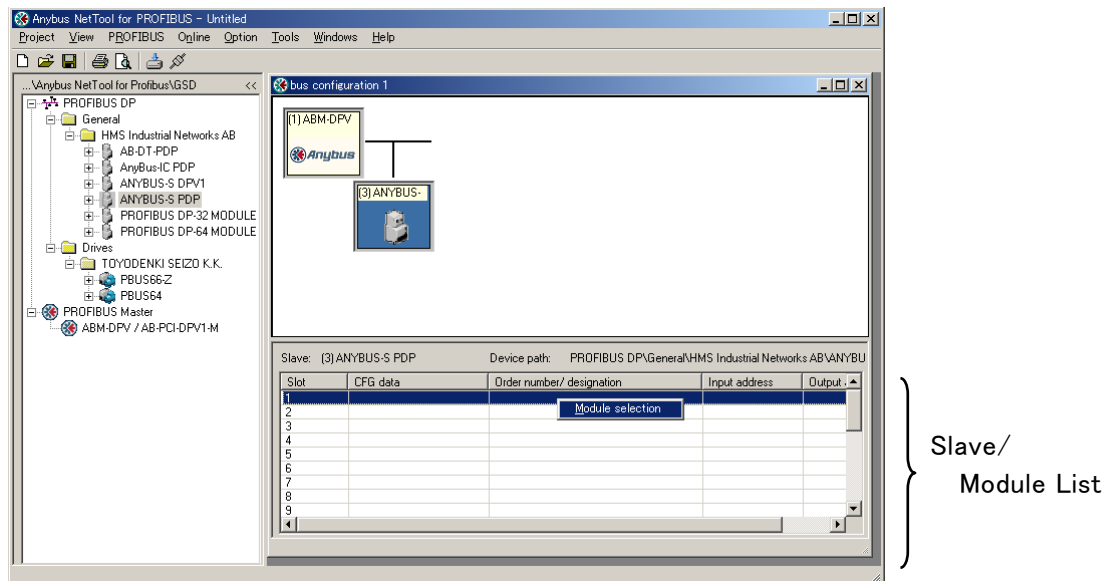 Anybus NetTool for PROFIBUS - Untitled
Project View PROFIBUS Online Option Tools Windows Help
...\Anybus NetTool for Profibus\GSD <<
PROFIBUS DP
General
HMS Industrial Networks AB
AB-DT-PDP
AnyBus-IC PDP
ANYBUS-S DPV1
ANYBUS-S PDP
PROFIBUS DP-32 MODULE
PROFIBUS DP-64 MODULE
Drives
TOYODENKI SEIZO K.K.
PBUS66-Z
PBUS64
PROFIBUS Master
ABM-DPV / AB-PCI-DPV1-M
bus configuration 1
(1) ABM-DPV
Anybus
(3) ANYBUS-
Slave: (3) ANYBUS-S PDP Device path: PROFIBUS DP\General\HMS Industrial Networks AB\ANYBU
Slot CFG data Order number/ designation Input address Output
1
Module selection
2
3
4
5
6
7
8
9
Slave/
Module List